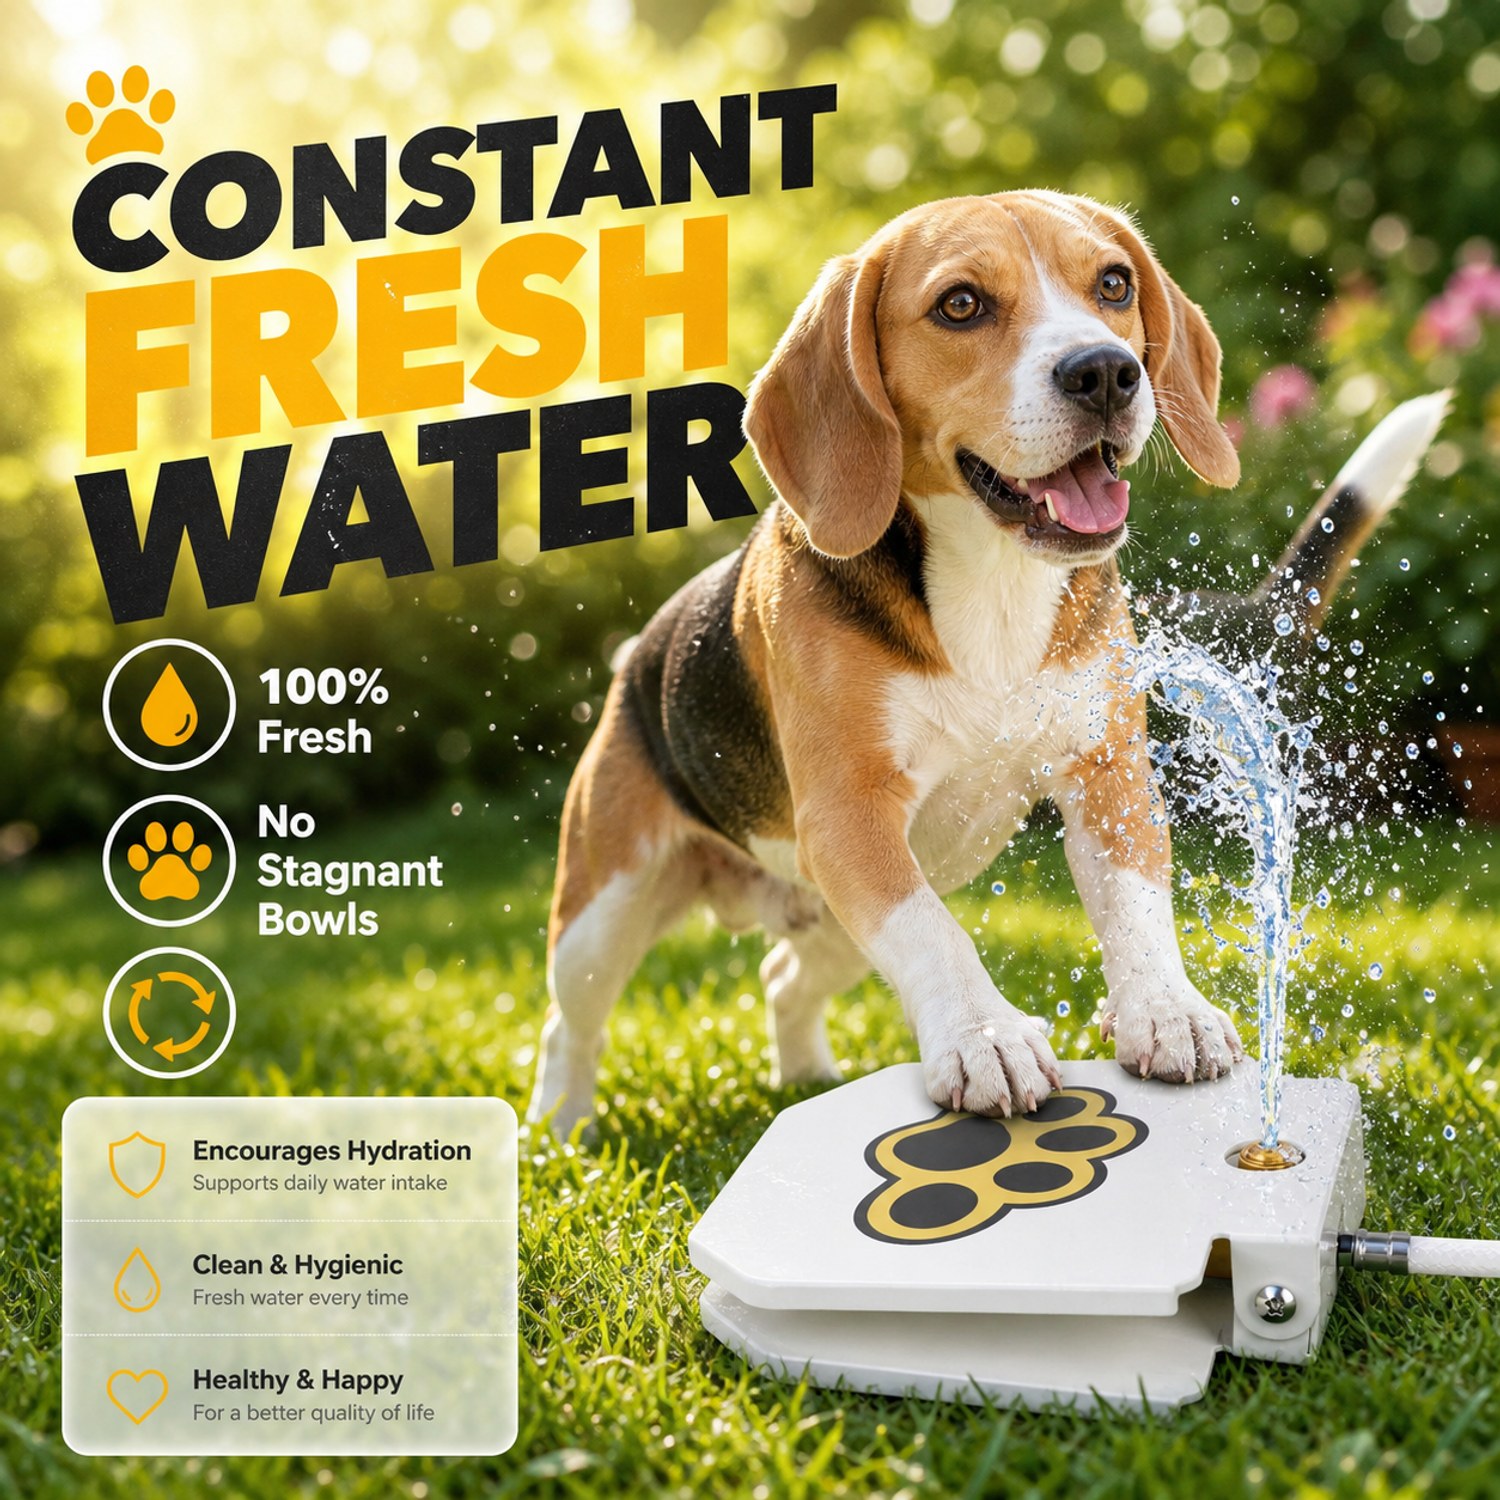 CONSTANT
FRESH
WATER
100%
Fresh
No
Stagnant
Bowls
Encourages Hydration
Supports daily water intake
Clean & Hygienic
Fresh water every time
Healthy & Happy
For a better quality of life